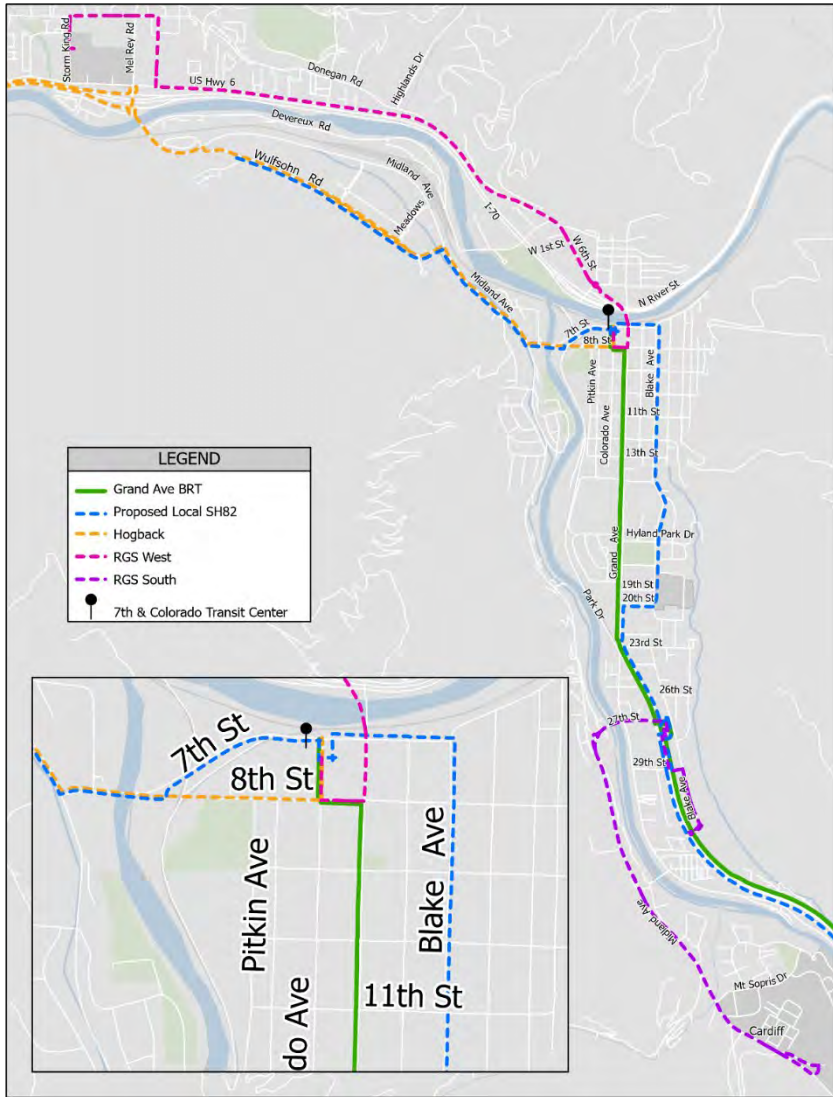 Storm King Rd
Mel Rey Rd
US Hwy 6
Donegan Rd
Highlands Dr
Devereux Rd
Wulfsohn Rd
Midland Ave
Meadows
I-70
W 1st St
W 6th St
N River St
Midland Ave
7th St
8th St
Pitkin Ave
Colorado Ave
Blake Ave
11th St
13th St
Grand Ave
Hyland Park Dr
19th St
20th St
Park Dr
23rd St
26th St
27th St
29th St
Blake Ave
Midland Ave
Mt Sopris Dr
Cardiff
LEGEND
Grand Ave BRT
Proposed Local SH82
Hogback
RGS West
RGS South
7th & Colorado Transit Center
7th St
8th St
Pitkin Ave
Blake Ave
do Ave
11th St